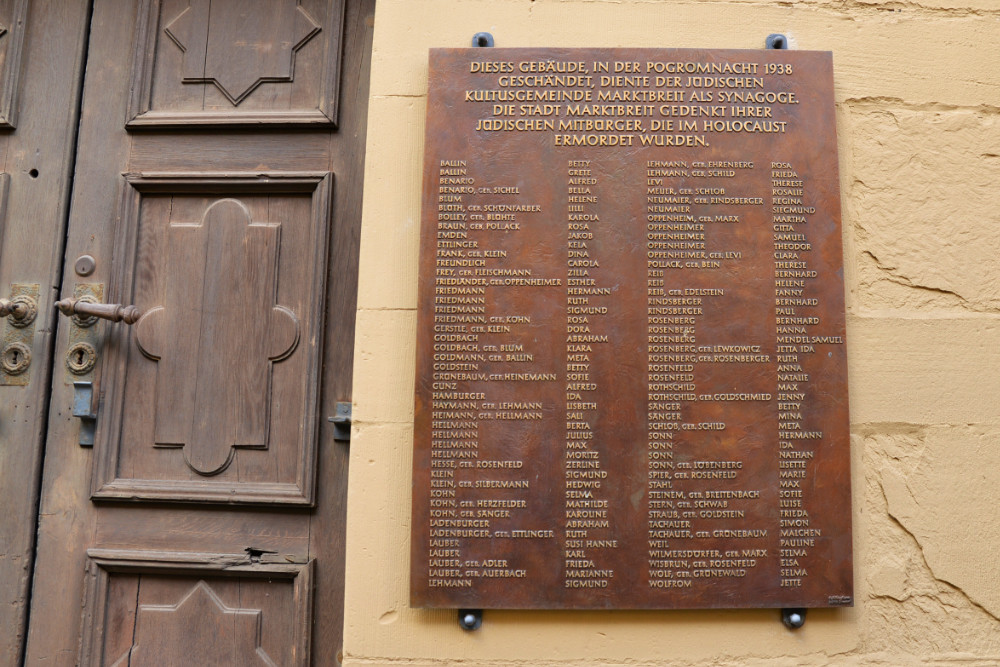 DIESES GEBÄUDE, IN DER POGROMNACHT 1938
GESCHÄNDET, DIENTE DER JÜDISCHEN
KULTUSGEMEINDE MARKTBREIT ALS SYNAGOGE.
DIE STADT MARKTBREIT GEDENKT IHRER
JÜDISCHEN MITBÜRGER, DIE IM HOLOCAUST
ERMORDET WURDEN.
BALLIN BETTY
BALLIN GRETE
BENARIO ALFRED
BENARIO, GEB. SICHEL BELLA
BLUM HELENE
BLÜTH, GEB. SCHÖNFÄRBER LILLI
BOLLEY, GEB. BLÜHTE KAROLA
BRAUN, GEB. POLLACK ROSA
EMDEN JAKOB
ETTLINGER KELA
FRANK, GEB. KLEIN DINA
FREUNDLICH CAROLA
FREY, GEB. FLEISCHMANN ZILLA
FRIEDLÄNDER, GEB. OPPENHEIMER ESTHER
FRIEDMANN HERMANN
FRIEDMANN RUTH
FRIEDMANN SIGMUND
FRIEDMANN, GEB. KOHN ROSA
GERSTLE, GEB. KLEIN DORA
GOLDBACH ABRAHAM
GOLDBACH, GEB. BLUM KLARA
GOLDMANN, GEB. BALLIN META
GOLDSTEIN BETTY
GRÜNEBAUM, GEB. HEINEMANN SOFIE
GUNZ ALFRED
HAMBURGER IDA
HAYMANN, GEB. LEHMANN LISBETH
HEIMANN, GEB. HELLMANN SALI
HELLMANN BERTA
HELLMANN JULIUS
HELLMANN MAX
HELLMANN MORITZ
HESSE, GEB. ROSENFELD ZERLINE
KLEIN SIGMUND
KLEIN, GEB. SILBERMANN HEDWIG
KOHN SELMA
KOHN, GEB. HERZFELDER MATHILDE
KOHN, GEB. SÄNGER KAROLINE
LADENBURGER ABRAHAM
LADENBURGER, GEB. ETTLINGER RUTH
LAUBER SUSI HANNE
LAUBER KARL
LAUBER, GEB. ADLER FRIEDA
LAUBER, GEB. AUERBACH MARIANNE
LEHMANN SIGMUND
LEHMANN, GEB. EHRENBERG ROSA
LEHMANN, GEB. SCHILD FRIEDA
LEVI THERESE
MEIJER, GEB. SCHLOß ROSALIE
NEUMAIER, GEB. RINDSBERGER REGINA
NEUMAIER SIGMUND
OPPENHEIM, GEB. MARX MARTHA
OPPENHEIMER GITTA
OPPENHEIMER SAMUEL
OPPENHEIMER THEODOR
OPPENHEIMER, GEB. LEVI CLARA
POLLACK, GEB. BEIN THERESE
REIß BERNHARD
REIß HELENE
REIß, GEB. EDELSTEIN FANNY
RINDSBERGER BERNHARD
RINDSBERGER PAUL
ROSENBERG BERNHARD
ROSENBERG HANNA
ROSENBERG MENDEL SAMUEL
ROSENBERG, GEB. LEWKOWICZ JETTA IDA
ROSENBERG, GEB. ROSENBERGER RUTH
ROSENFELD ANNA
ROSENFELD NATALIE
ROTHSCHILD MAX
ROTHSCHILD, GEB. GOLDSCHMIED JENNY
SÄNGER BETTY
SÄNGER MINA
SCHLOß, GEB. SCHILD META
SONN HERMANN
SONN IDA
SONN NATHAN
SONN, GEB. LÜBENBERG LISETTE
SPIER, GEB. ROSENFELD MARIE
STAHL MAX
STEINEM, GEB. BREITENBACH SOFIE
STERN, GEB. SCHWAB LUISE
STRAUß, GEB. GOLDSTEIN FRIEDA
TACHAUER SIMON
TACHAUER, GEB. GRÜNEBAUM MALCHEN
WEIL PAULINE
WILMERSDÖRFER, GEB. MARX SELMA
WISBRUN, GEB. ROSENFELD ELSA
WOLF, GEB. GRÜNEWALD SELMA
WOLFROM JETTE